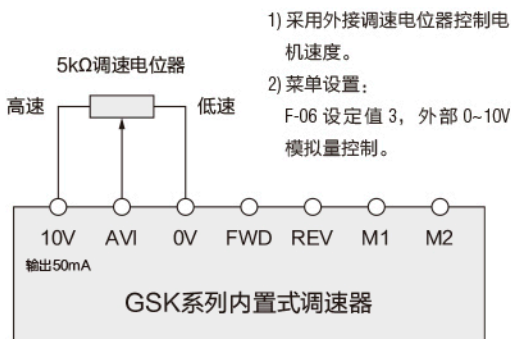 1) 采用外接调速电位器控制电
机速度。
2) 菜单设置：
F-06 设定值 3，外部 0~10V
模拟量控制。
5kΩ调速电位器
高速
低速
10V AVI 0V FWD REV M1 M2
输出50mA
GSK系列内置式调速器